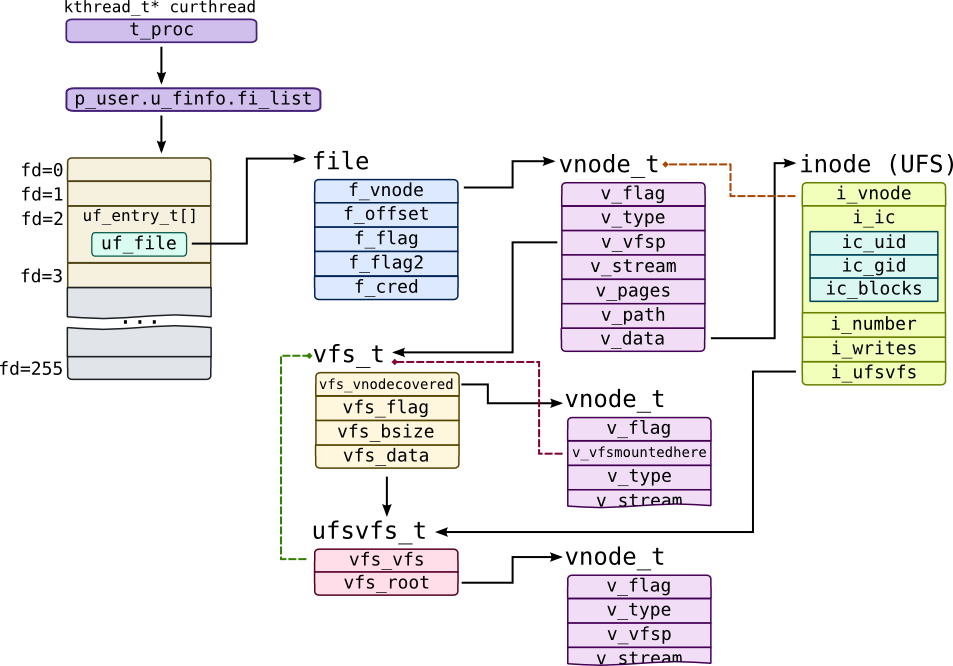 kthread_t* curthread
t_proc
p_user.u_finfo.fi_list
fd=0
fd=1
fd=2
uf_entry_t[]
uf_file
fd=3
...
fd=255
file
f_vnode
f_offset
f_flag
f_flag2
f_cred
vnode_t
v_flag
v_type
v_vfsp
v_stream
v_pages
v_path
v_data
inode (UFS)
i_vnode
i_ic
ic_uid
ic_gid
ic_blocks
i_number
i_writes
i_ufsvfs
vfs_t
vfs_vnodecovered
vfs_flag
vfs_bsize
vfs_data
vnode_t
v_flag
v_vfsmountedhere
v_type
v_stream
ufsvfs_t
vfs_vfs
vfs_root
vnode_t
v_flag
v_type
v_vfsp
v_stream